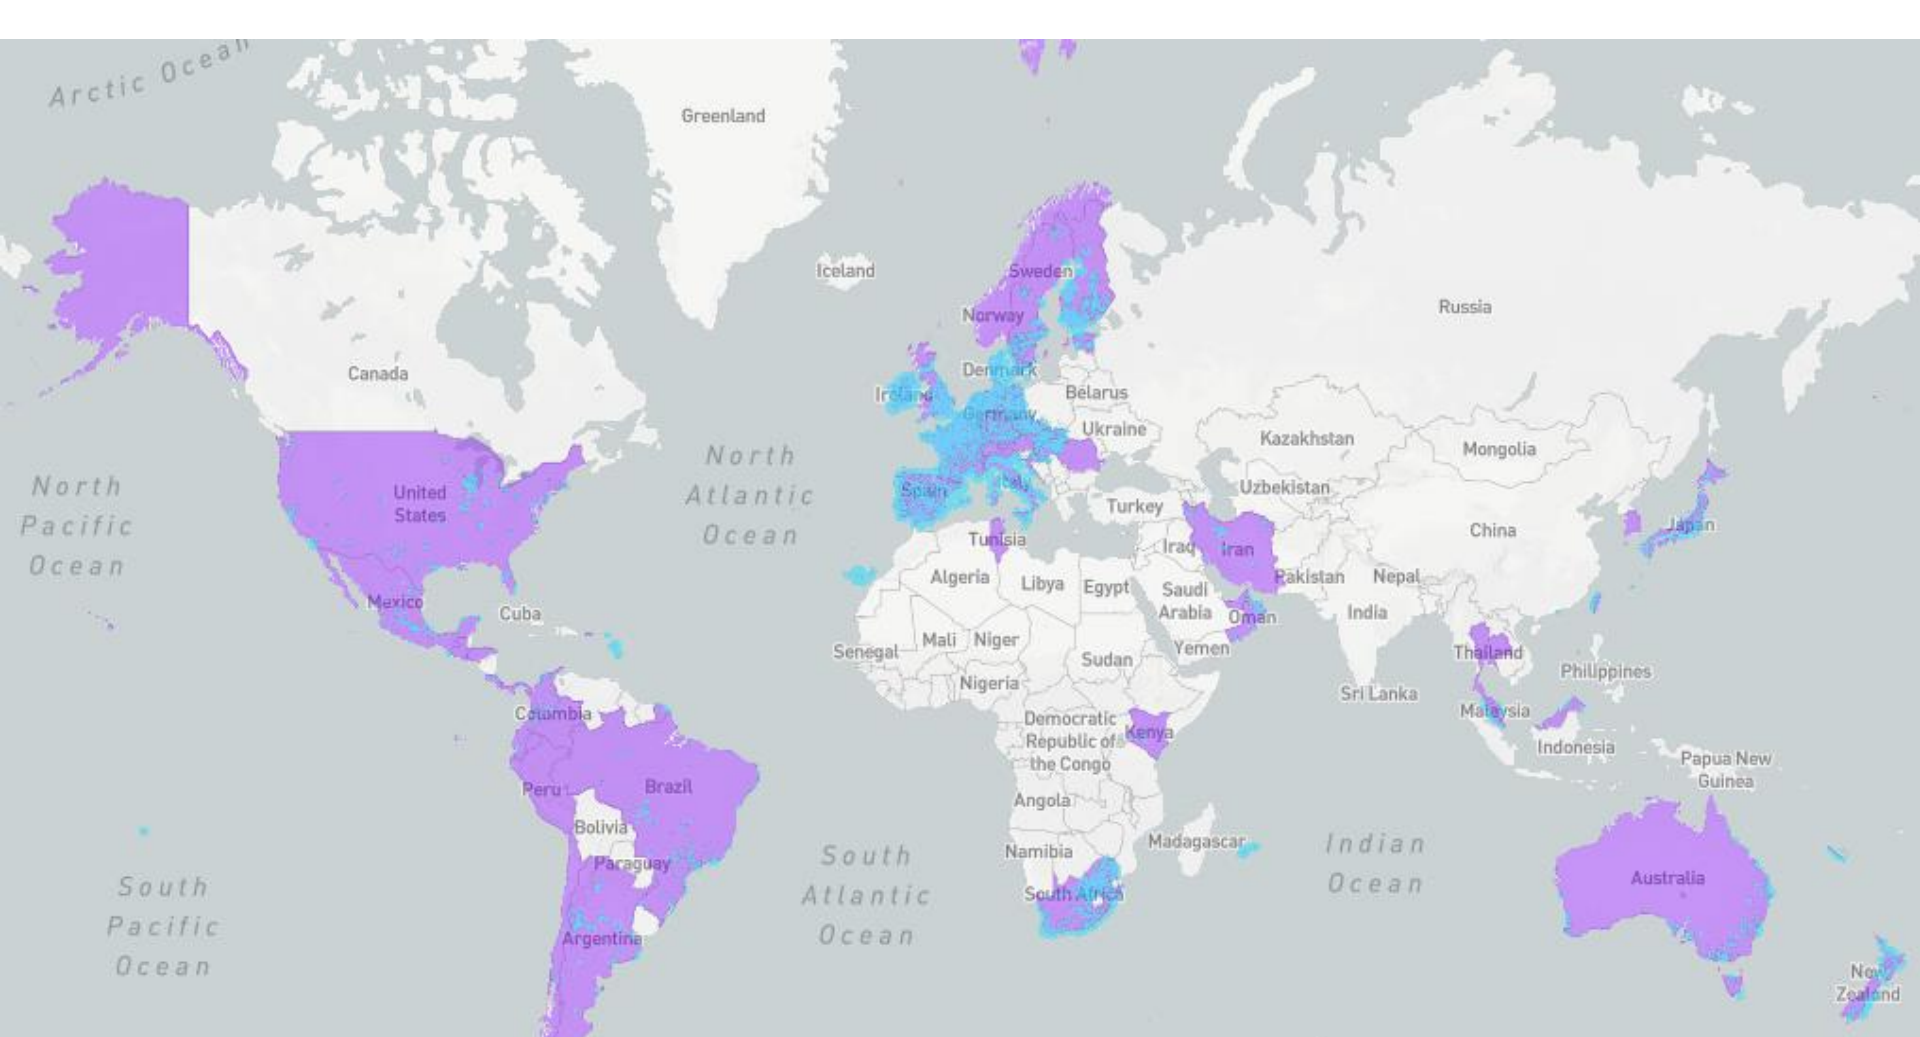 Arctic Ocean
Greenland
Iceland
Sweden
Norway
Russia
Canada
Denmark
Ireland
Belarus
Germany
Ukraine
Kazakhstan
Mongolia
North
Pacific
Ocean
United
States
North
Atlantic
Ocean
Spain
Italy
Turkey
Uzbekistan
China
Japan
Tunisia
Iraq
Iran
Algeria
Libya
Egypt
Saudi
Arabia
Pakistan
Nepal
Mexico
Cuba
Oman
India
Mali
Niger
Senegal
Sudan
Yemen
Thailand
Philippines
Nigeria
Sri Lanka
Colombia
Democratic
Republic of
the Congo
Kenya
Malaysia
Indonesia
Papua New
Guinea
Peru
Brazil
Angola
Bolivia
Paraguay
South
Atlantic
Ocean
Namibia
Madagascar
Indian
Ocean
South
Pacific
Ocean
South Africa
Australia
Argentina
New
Zealand